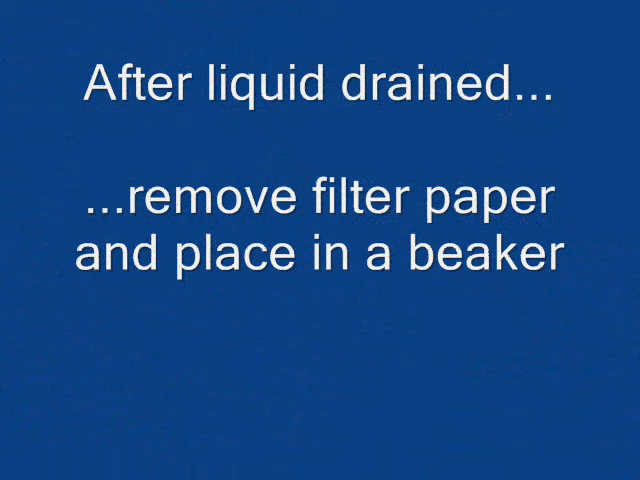 After liquid drained...
...remove filter paper
and place in a beaker